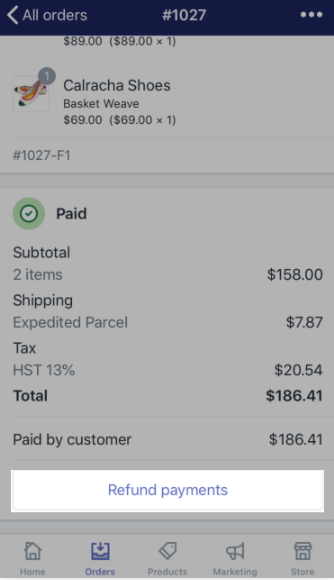 All orders
#1027
$89.00 ($89.00 × 1)
1
Calracha Shoes
Basket Weave
$69.00 ($69.00 × 1)
#1027-F1
Paid
Subtotal
2 items $158.00
Shipping
Expedited Parcel $7.87
Tax
HST 13% $20.54
Total $186.41
Paid by customer $186.41
Refund payments
Home Orders Products Marketing Store